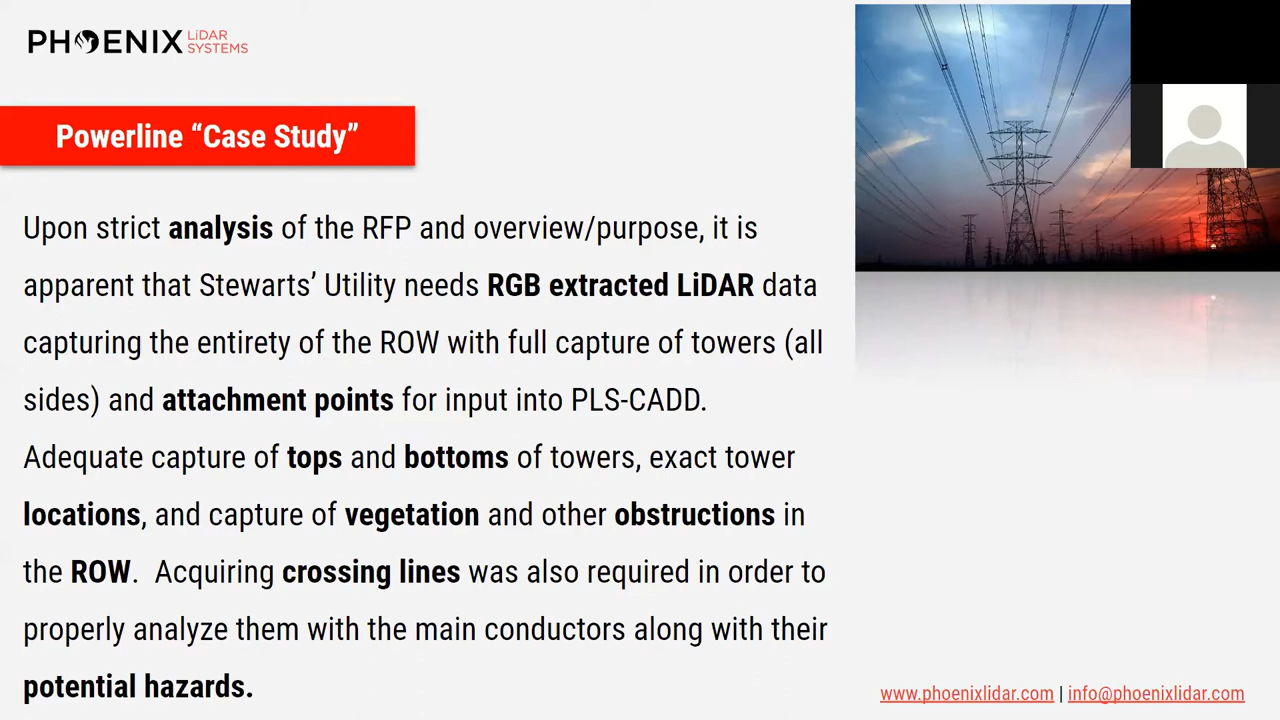 PHOENIX LiDAR SYSTEMS
Powerline “Case Study”
Upon strict analysis of the RFP and overview/purpose, it is
apparent that Stewarts’ Utility needs RGB extracted LiDAR data
capturing the entirety of the ROW with full capture of towers (all
sides) and attachment points for input into PLS-CADD.
Adequate capture of tops and bottoms of towers, exact tower
locations, and capture of vegetation and other obstructions in
the ROW.  Acquiring crossing lines was also required in order to
properly analyze them with the main conductors along with their
potential hazards.
www.phoenixlidar.com | info@phoenixlidar.com